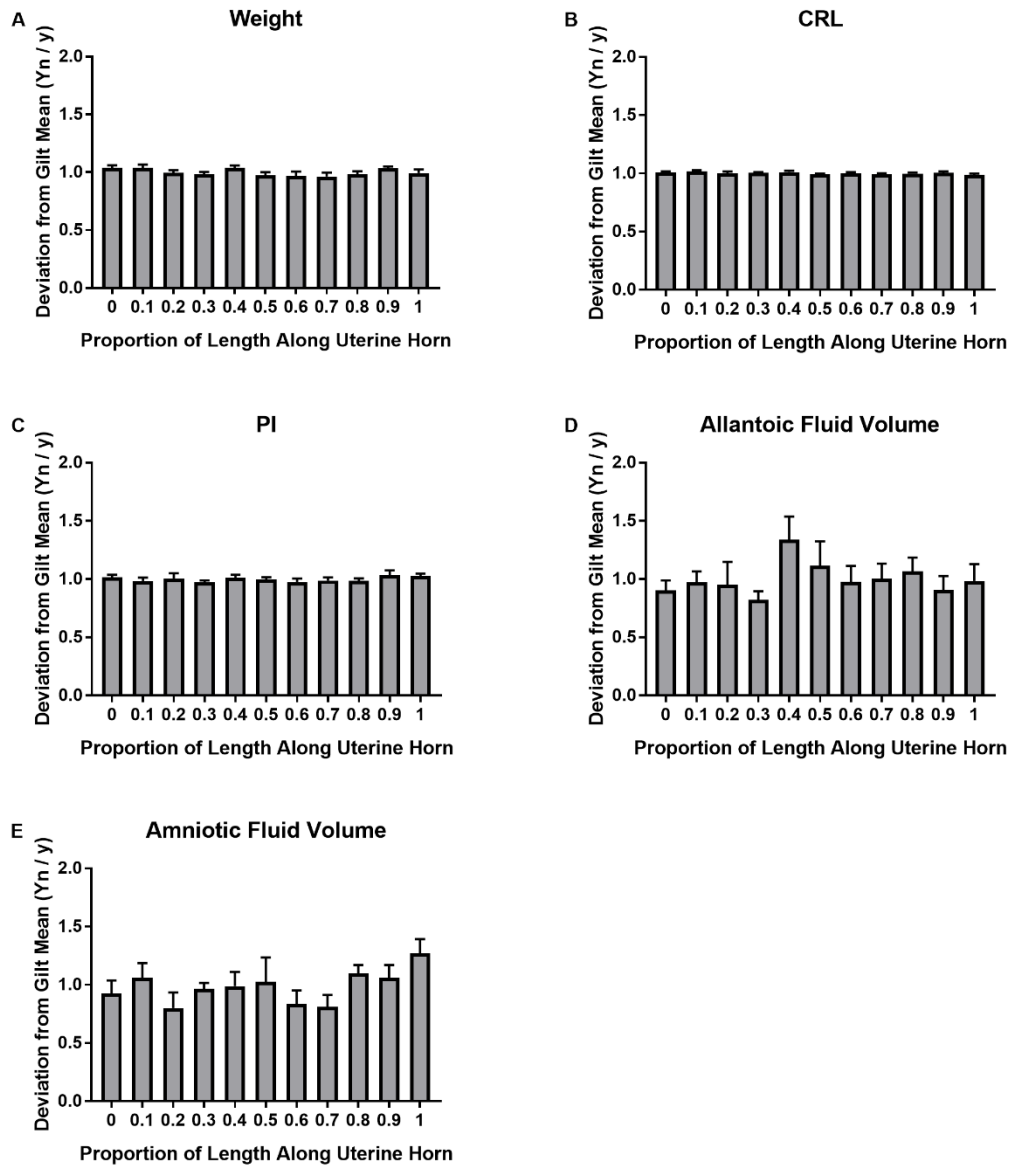 A
Weight
Deviation from Gilt Mean (Yn / y)
2.0
1.5
1.0
0.5
0.0
0 0.1 0.2 0.3 0.4 0.5 0.6 0.7 0.8 0.9 1
Proportion of Length Along Uterine Horn
B
CRL
Deviation from Gilt Mean (Yn / y)
2.0
1.5
1.0
0.5
0.0
0 0.1 0.2 0.3 0.4 0.5 0.6 0.7 0.8 0.9 1
Proportion of Length Along Uterine Horn
C
PI
Deviation from Gilt Mean (Yn / y)
2.0
1.5
1.0
0.5
0.0
0 0.1 0.2 0.3 0.4 0.5 0.6 0.7 0.8 0.9 1
Proportion of Length Along Uterine Horn
D
Allantoic Fluid Volume
Deviation from Gilt Mean (Yn / y)
2.0
1.5
1.0
0.5
0.0
0 0.1 0.2 0.3 0.4 0.5 0.6 0.7 0.8 0.9 1
Proportion of Length Along Uterine Horn
E
Amniotic Fluid Volume
Deviation from Gilt Mean (Yn / y)
2.0
1.5
1.0
0.5
0.0
0 0.1 0.2 0.3 0.4 0.5 0.6 0.7 0.8 0.9 1
Proportion of Length Along Uterine Horn